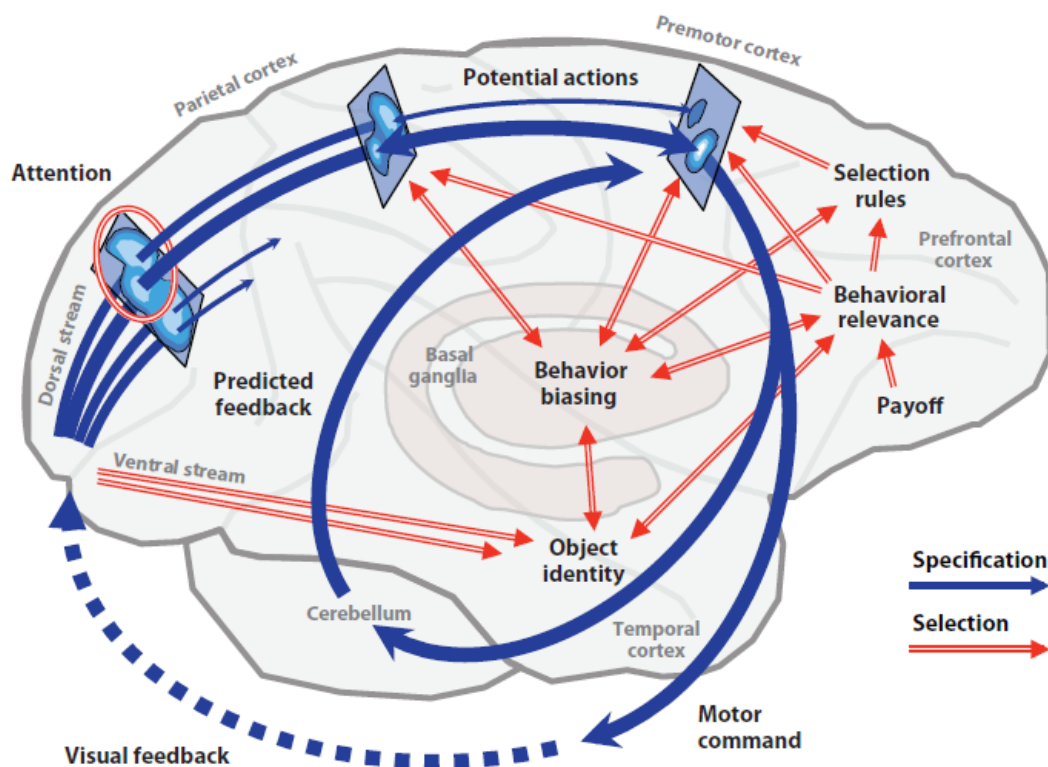 Premotor cortex
Parietal cortex
Potential actions
Attention
Selection
rules
Prefrontal
cortex
Dorsal stream
Behavioral
relevance
Basal
ganglia
Behavior
biasing
Predicted
feedback
Payoff
Ventral stream
Object
identity
Specification
Cerebellum
Temporal
cortex
Selection
Motor
command
Visual feedback